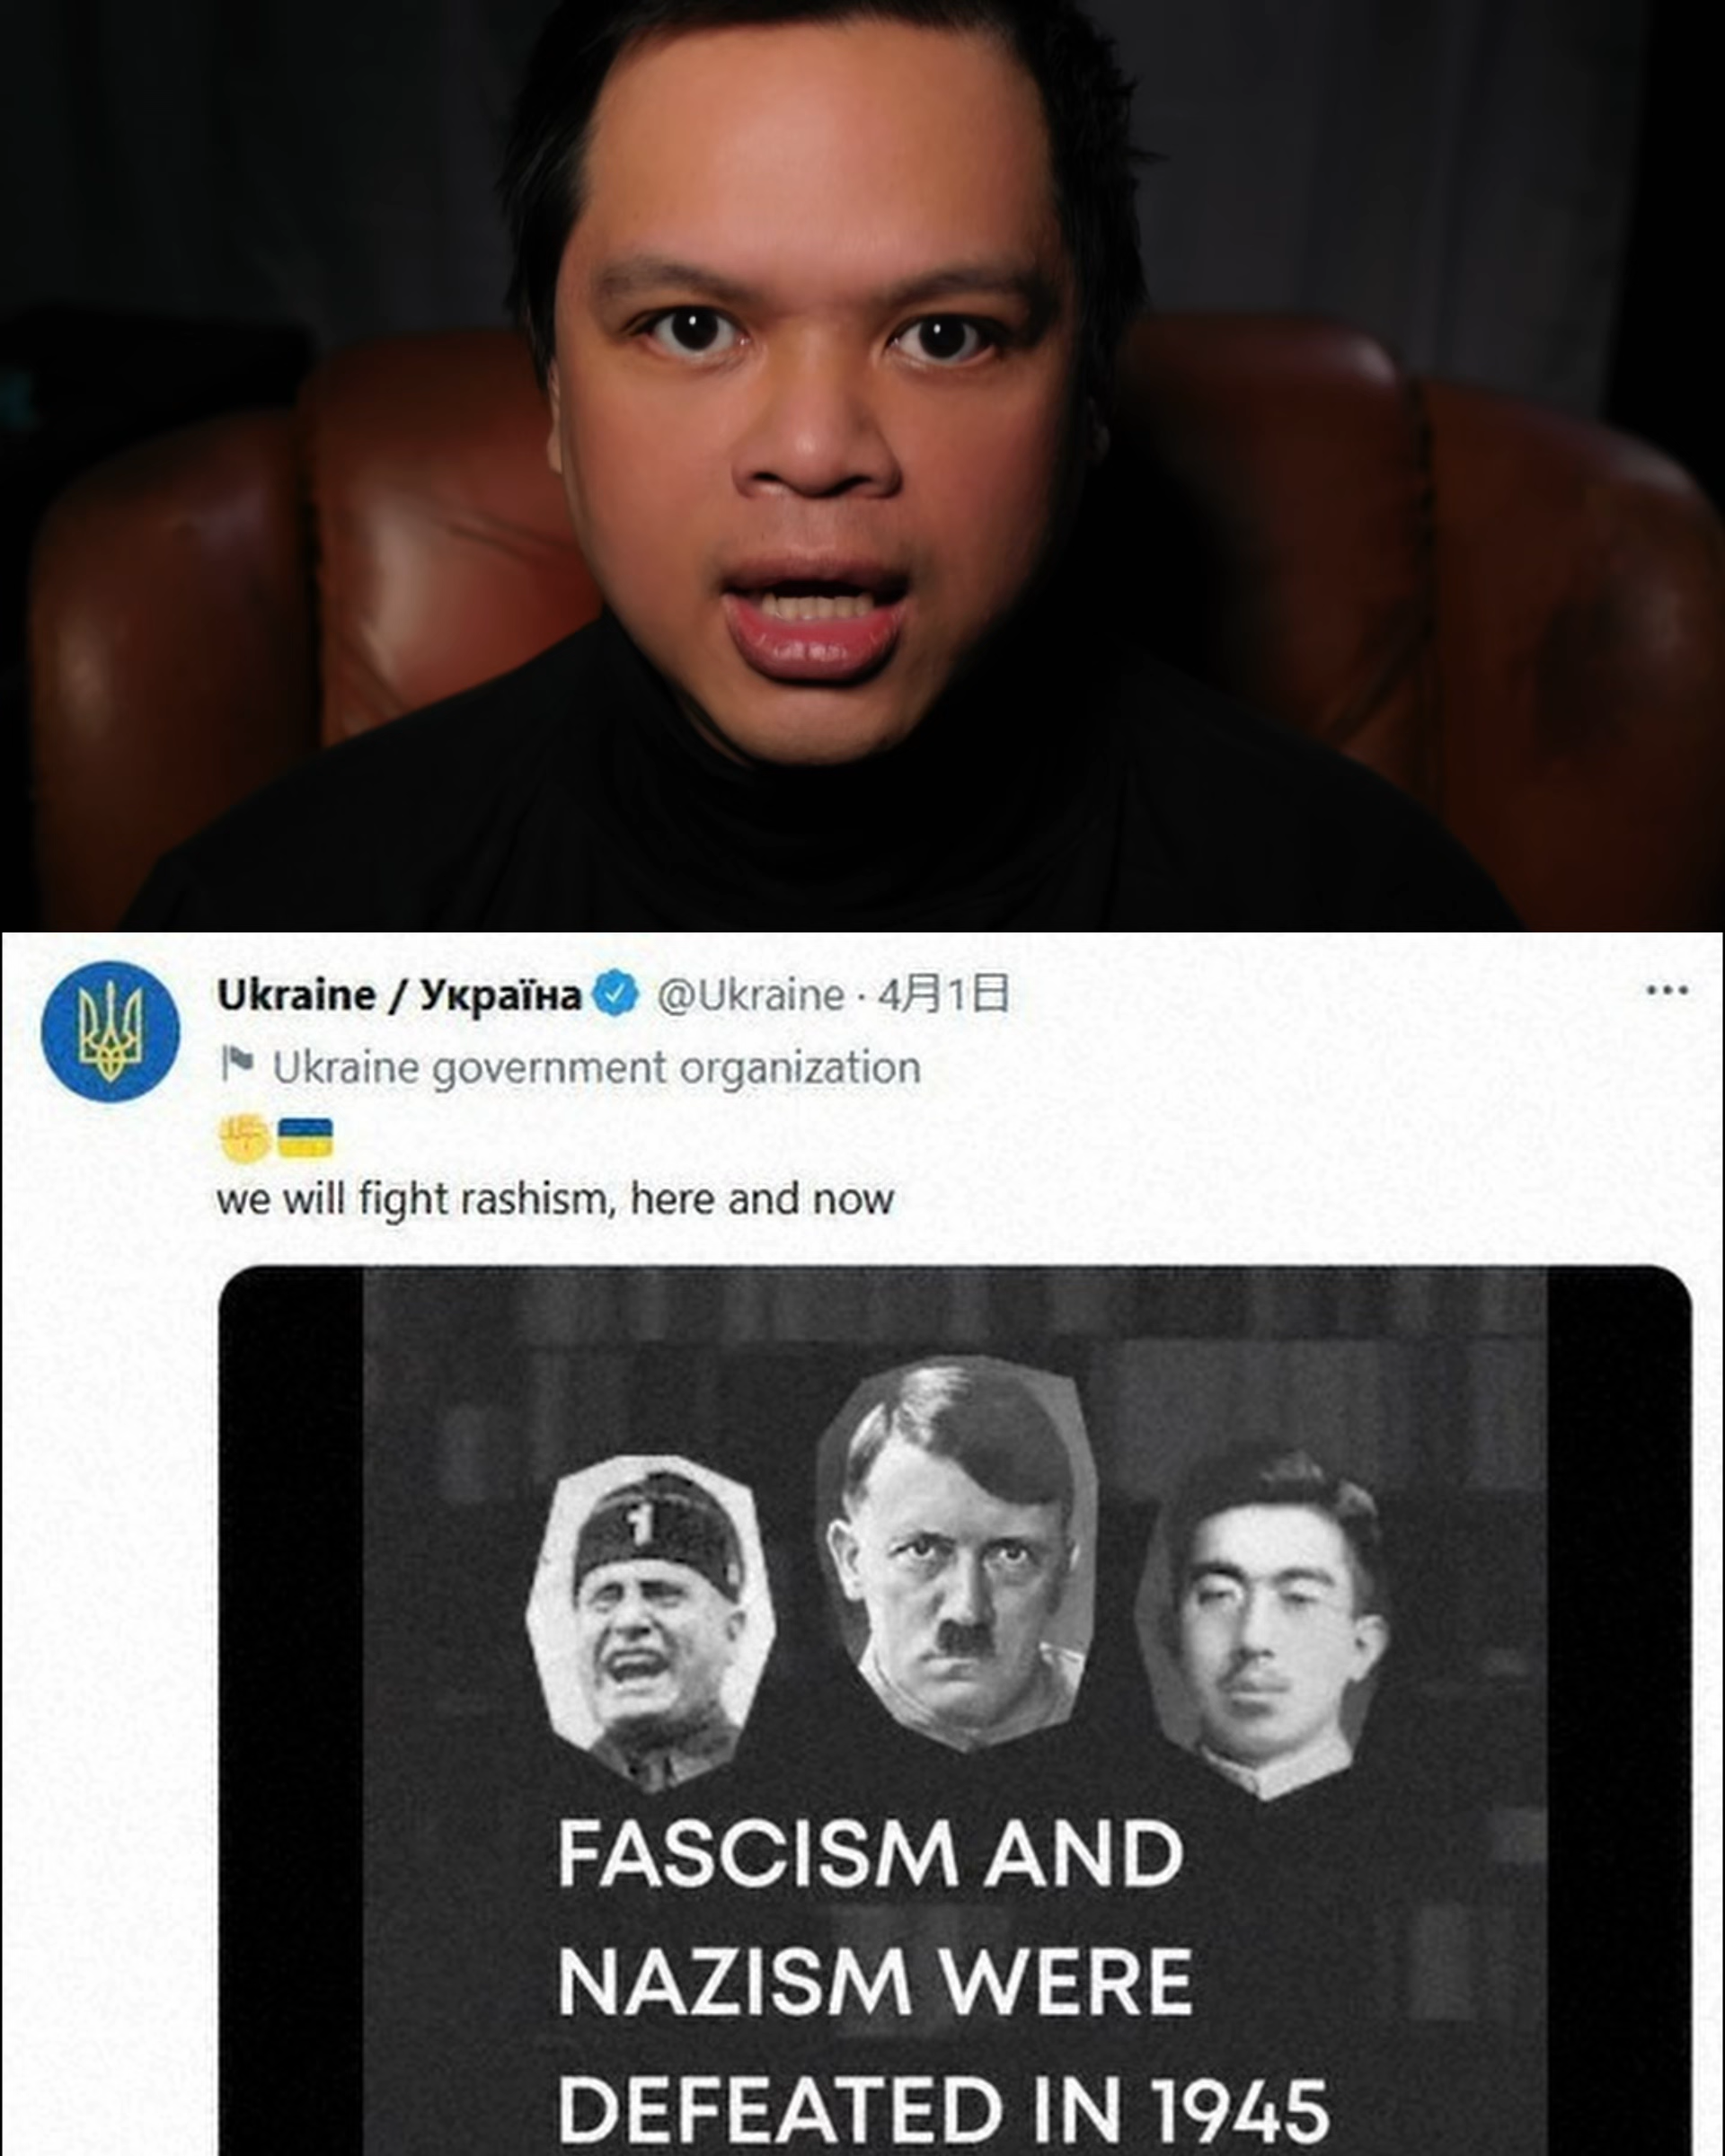 Ukraine / Україна @Ukraine · 4月1日
Ukraine government organization
✊🇺🇦
we will fight rashism, here and now
FASCISM AND
NAZISM WERE
DEFEATED IN 1945